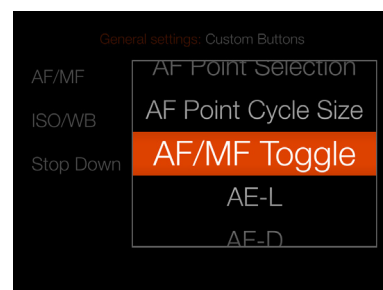 General settings: Custom Buttons
AF/MF
ISO/WB
Stop Down
AF Point Selection
AF Point Cycle Size
AF/MF Toggle
AE-L
AF-D